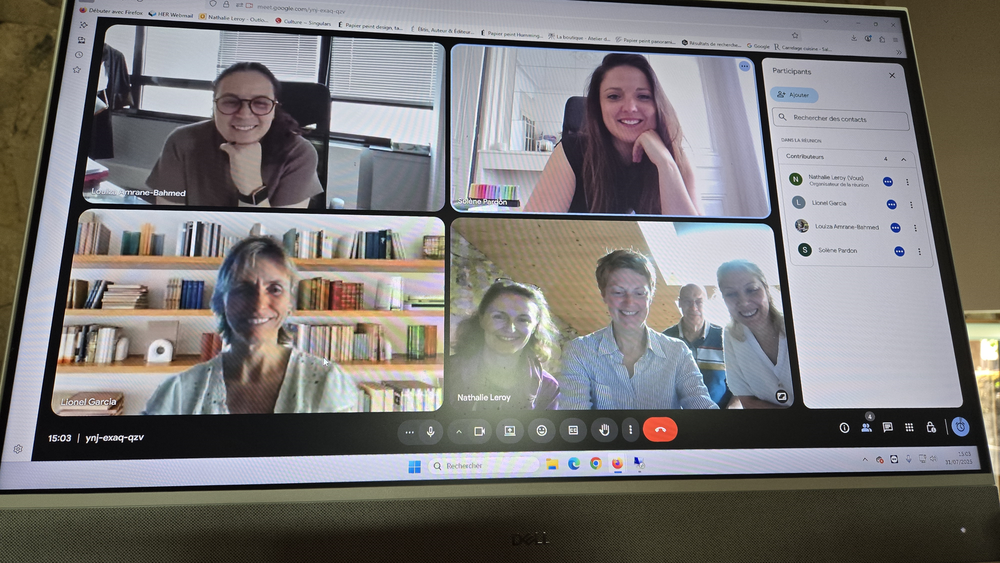 meet.google.com/ynj-exaq-qzv
Débuter avec Firefox
HER Webmail
Nathalie Leroy - Outlo...
Culture – Singulars
Papier peint design, ta...
Élitis, Auteur & Éditeur...
Papier peint Humming...
La boutique - Atelier d...
Papier peint panorami...
Résultats de recherche...
Google
Carrelage cuisine - Sal...
Louiza Amrane-Bahmed
Solène Pardon
Lionel Garcia
Nathalie Leroy
Participants
Ajouter
Rechercher des contacts
DANS LA RÉUNION
Contributeurs 4
N Nathalie Leroy (Vous)
Organisateur de la réunion
L Lionel Garcia
Louiza Amrane-Bahmed
S Solène Pardon
15:03 | ynj-exaq-qzv
CC
4
Rechercher
15:03
31/07/2025
DELL